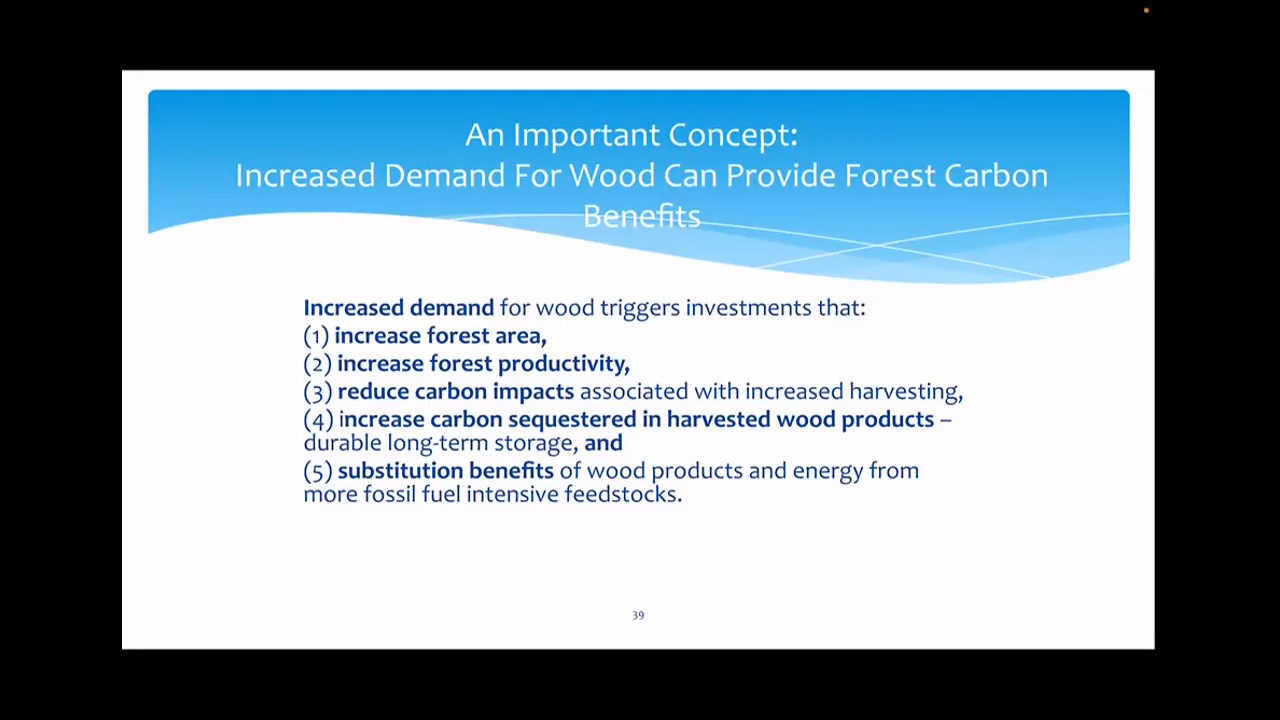 An Important Concept:
Increased Demand For Wood Can Provide Forest Carbon
Benefits
Increased demand for wood triggers investments that:
(1) increase forest area,
(2) increase forest productivity,
(3) reduce carbon impacts associated with increased harvesting,
(4) increase carbon sequestered in harvested wood products –
durable long-term storage, and
(5) substitution benefits of wood products and energy from
more fossil fuel intensive feedstocks.
39